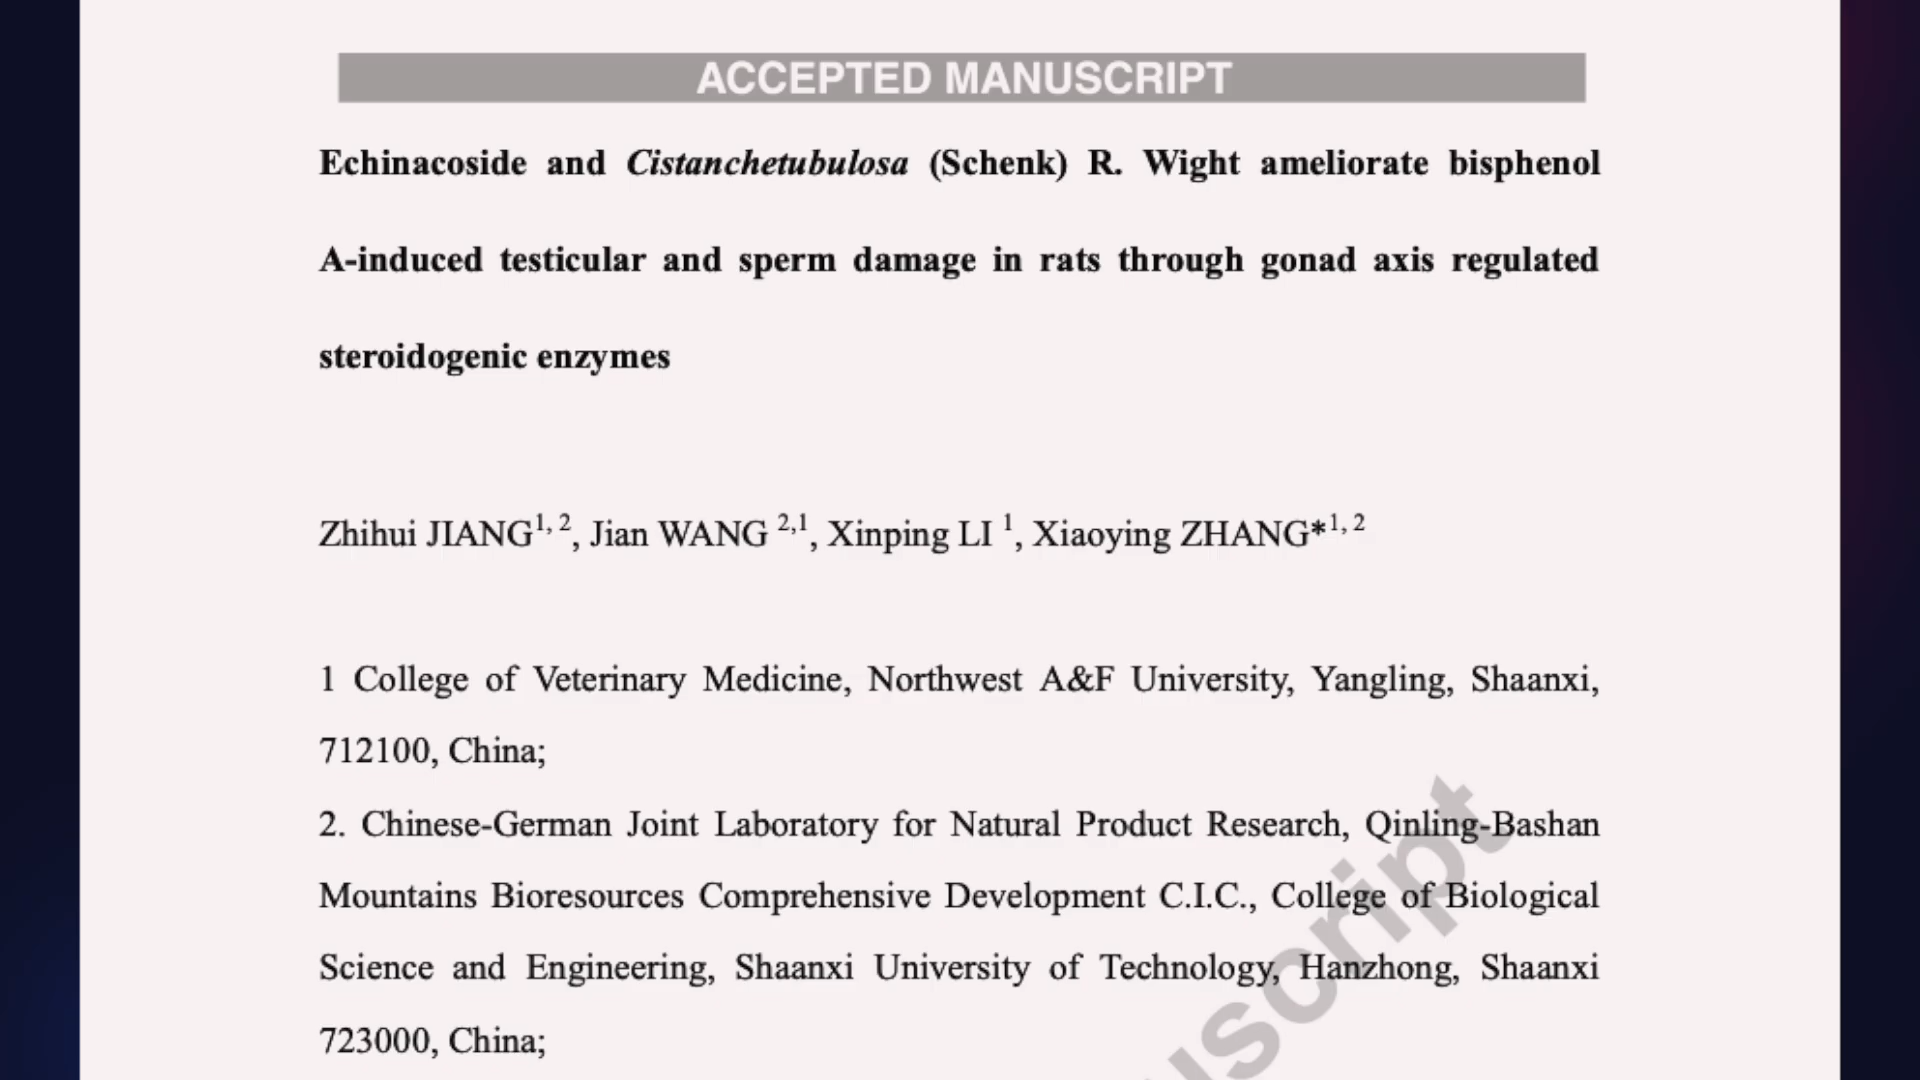 ACCEPTED MANUSCRIPT
Echinacoside and Cistanchetubulosa (Schenk) R. Wight ameliorate bisphenol
A-induced testicular and sperm damage in rats through gonad axis regulated
steroidogenic enzymes
Zhihui JIANG1, 2, Jian WANG 2,1, Xinping LI 1, Xiaoying ZHANG*1, 2
1 College of Veterinary Medicine, Northwest A&F University, Yangling, Shaanxi,
712100, China;
2. Chinese-German Joint Laboratory for Natural Product Research, Qinling-Bashan
Mountains Bioresources Comprehensive Development C.I.C., College of Biological
Science and Engineering, Shaanxi University of Technology, Hanzhong, Shaanxi
723000, China;
uscript